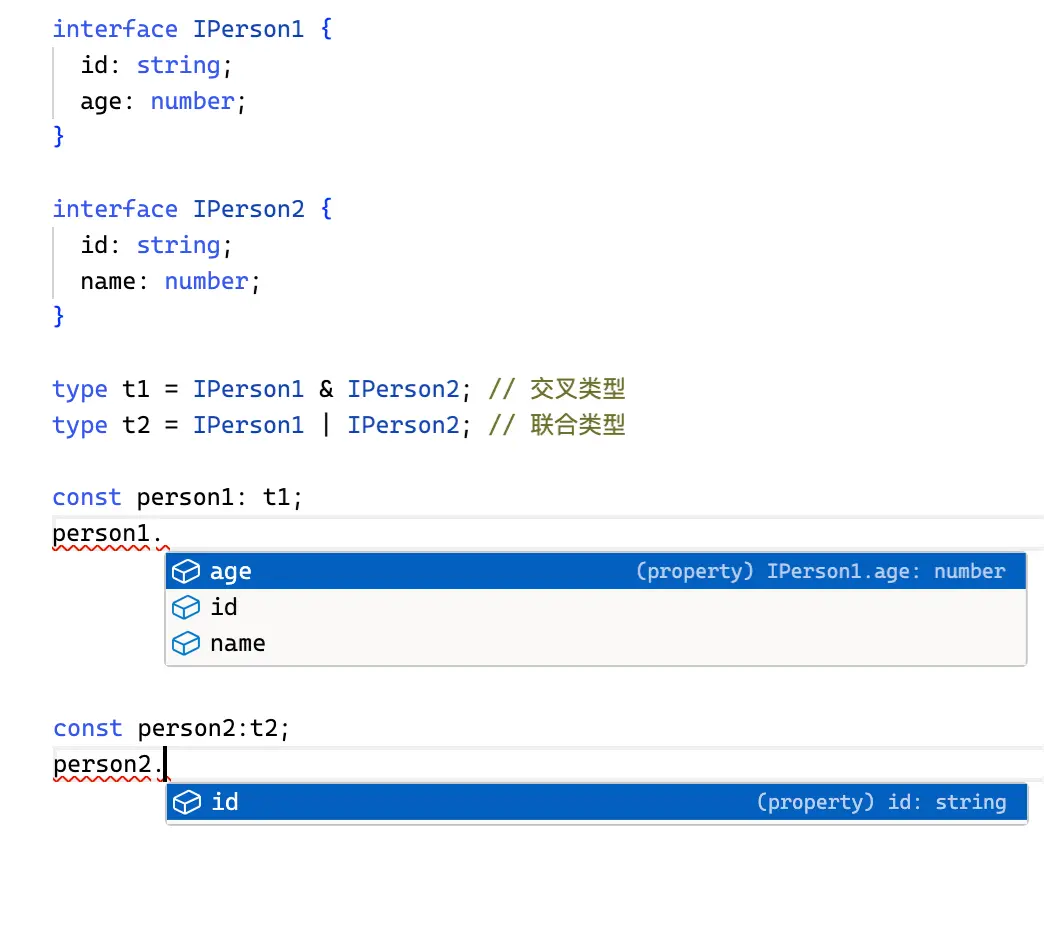 interface IPerson1 {
  id: string;
  age: number;
}
interface IPerson2 {
  id: string;
  name: number;
}
type t1 = IPerson1 & IPerson2; // 交叉类型
type t2 = IPerson1 | IPerson2; // 联合类型
const person1: t1;
person1.
age (property) IPerson1.age: number
id
name
const person2:t2;
person2.
id (property) id: string